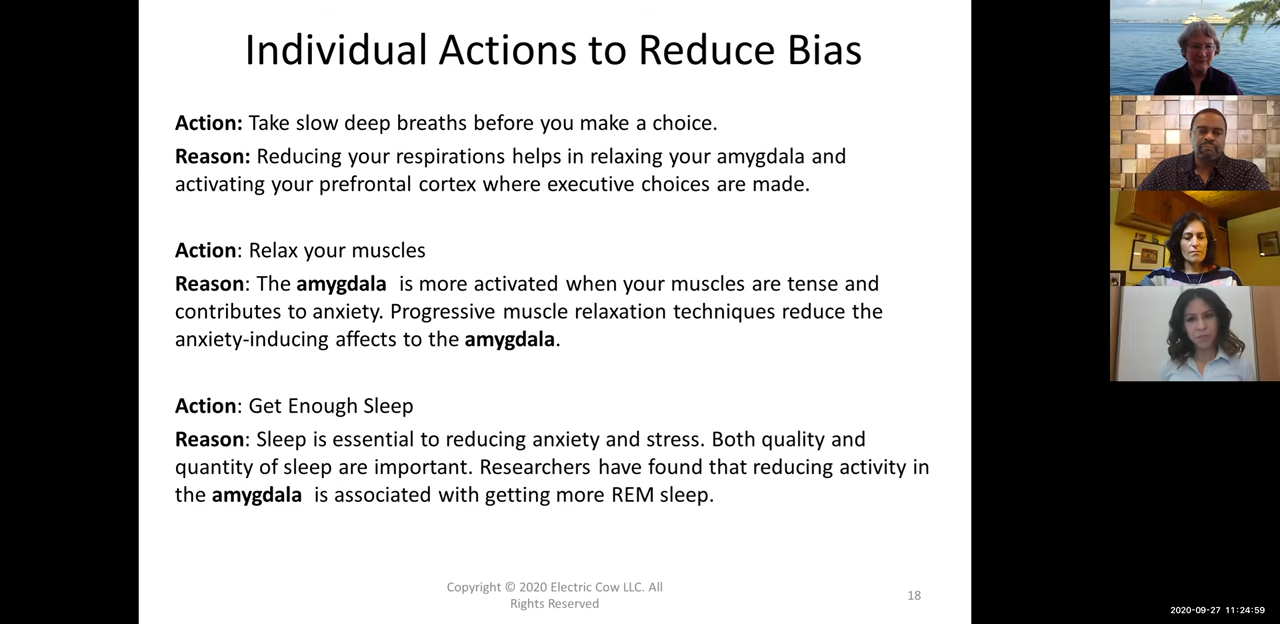 Individual Actions to Reduce Bias
Action: Take slow deep breaths before you make a choice.
Reason: Reducing your respirations helps in relaxing your amygdala and
activating your prefrontal cortex where executive choices are made.
Action: Relax your muscles
Reason: The amygdala  is more activated when your muscles are tense and
contributes to anxiety. Progressive muscle relaxation techniques reduce the
anxiety-inducing affects to the amygdala.
Action: Get Enough Sleep
Reason: Sleep is essential to reducing anxiety and stress. Both quality and
quantity of sleep are important. Researchers have found that reducing activity in
the amygdala  is associated with getting more REM sleep.
Copyright © 2020 Electric Cow LLC. All
Rights Reserved
18
2020-09-27 11:24:59